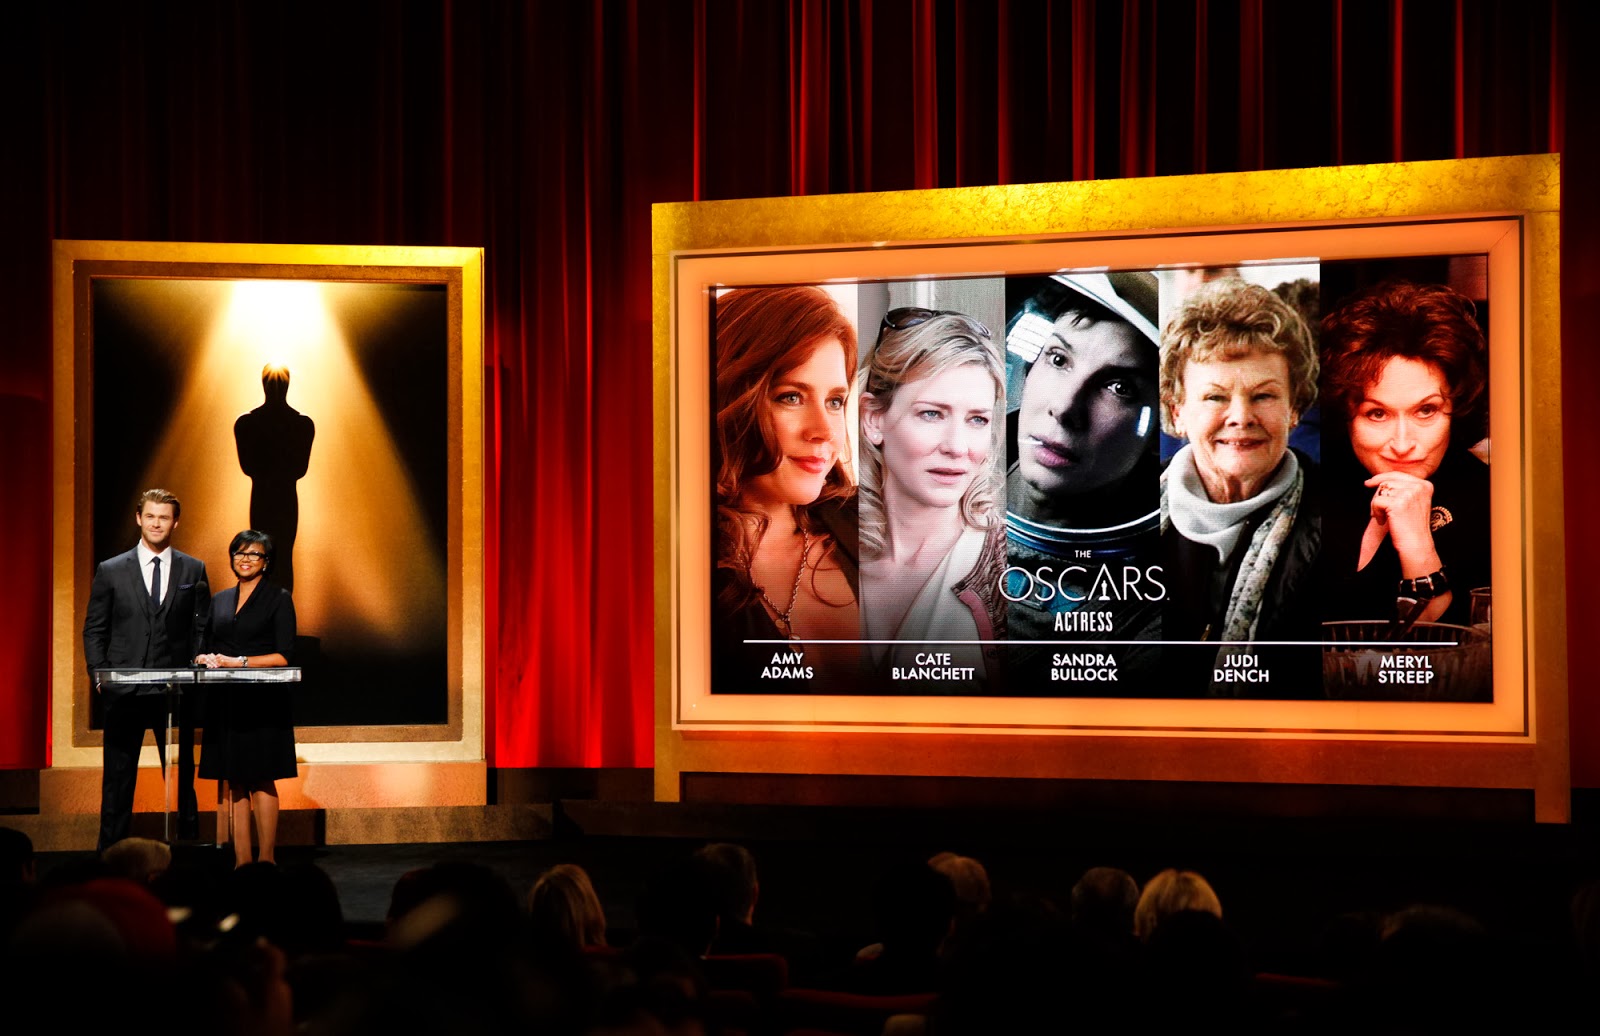 THE
OSCARS.
ACTRESS
AMY
ADAMS
CATE
BLANCHETT
SANDRA
BULLOCK
JUDI
DENCH
MERYL
STREEP